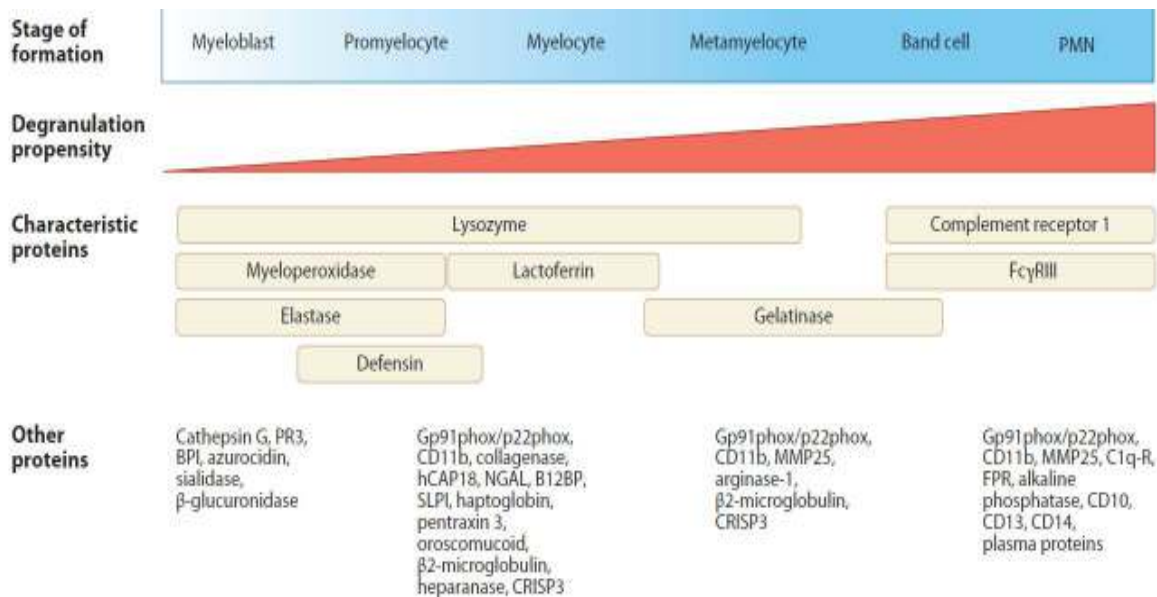 Stage of
formation
Myeloblast Promyelocyte Myelocyte Metamyelocyte Band cell PMN
Degranulation
propensity
Characteristic
proteins
Lysozyme Complement receptor 1
Myeloperoxidase Lactoferrin FcγRIII
Elastase Gelatinase
Defensin
Other
proteins
Cathepsin G, PR3,
BPI, azurocidin,
sialidase,
β-glucuronidase
Gp91phox/p22phox,
CD11b, collagenase,
hCAP18, NGAL, B12BP,
SLPI, haptoglobin,
pentraxin 3,
oroscomucoid,
β2-microglobulin,
heparanase, CRISP3
Gp91phox/p22phox,
CD11b, MMP25,
arginase-1,
β2-microglobulin,
CRISP3
Gp91phox/p22phox,
CD11b, MMP25, C1q-R,
FPR, alkaline
phosphatase, CD10,
CD13, CD14,
plasma proteins